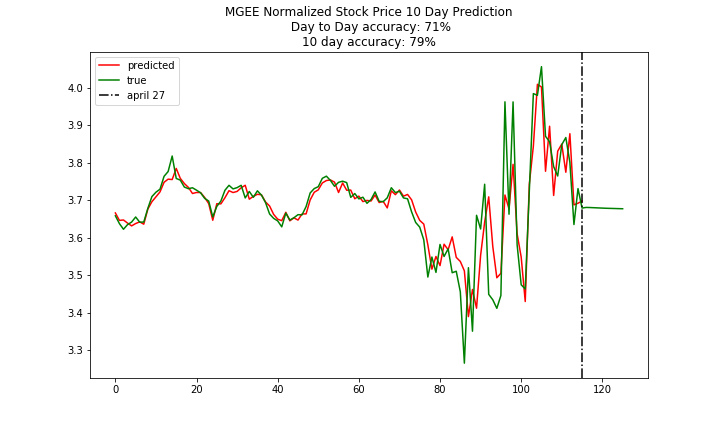 MGEE Normalized Stock Price 10 Day Prediction
Day to Day accuracy: 71%
10 day accuracy: 79%
predicted
true
april 27
4.0
3.9
3.8
3.7
3.6
3.5
3.4
3.3
0 20 40 60 80 100 120